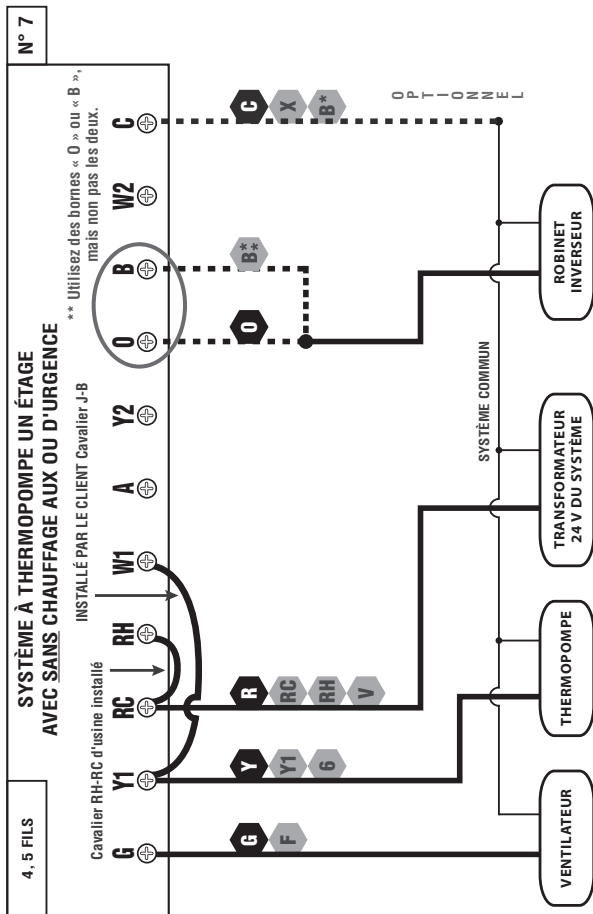 4, 5 FILS
SYSTÈME À THERMOPOMPE UN ÉTAGE
AVEC SANS CHAUFFAGE AUX OU D'URGENCE
N° 7
Cavalier RH-RC d'usine installé
INSTALLÉ PAR LE CLIENT Cavalier J-B
** Utilisez des bornes « O » ou « B »,
mais non pas les deux.
G Y1 RC RH W1 A Y2 O B W2 C
G
F
Y
Y1
6
R
RC
RH
V
O
B*
C
X
B*
OPTIONNEL
SYSTÈME COMMUN
VENTILATEUR
THERMOPOMPE
TRANSFORMATEUR
24 V DU SYSTÈME
ROBINET
INVERSEUR